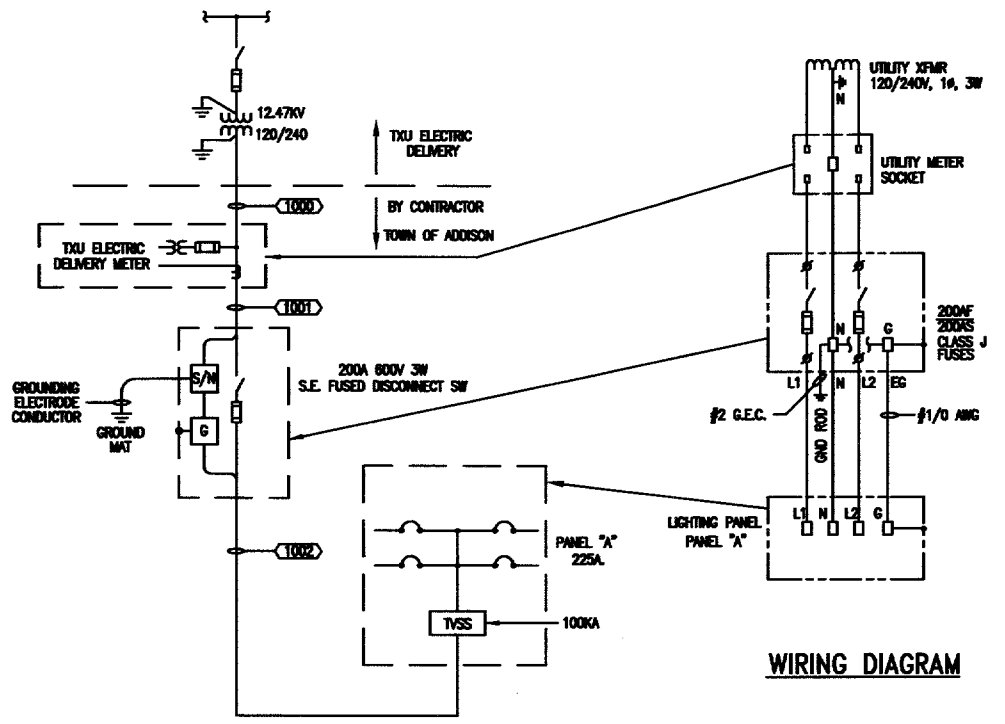 12.47KV
120/240
TXU ELECTRIC
DELIVERY
1000
BY CONTRACTOR
TOWN OF ADDISON
TXU ELECTRIC
DELIVERY METER
1001
200A 600V 3W
S.E. FUSED DISCONNECT SW
S/N
GROUNDING
ELECTRODE
CONDUCTOR
GROUND
MAT
G
1002
PANEL "A"
225A.
TVSS
100KA
UTILITY XFMR
120/240V, 1ø, 3W
N
UTILITY METER
SOCKET
200AF
200AS
CLASS J
FUSES
N
G
L1
N
L2
EG
#2 G.E.C.
GND ROD
#1/0 AWG
LIGHTING PANEL
PANEL "A"
L1
N
L2
G
WIRING DIAGRAM